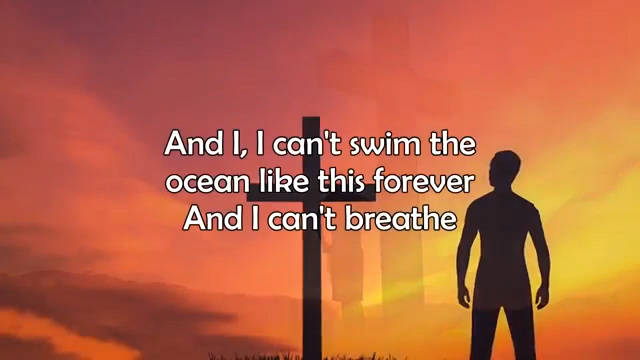 And I, I can't swim the
ocean like this forever
And I can't breathe